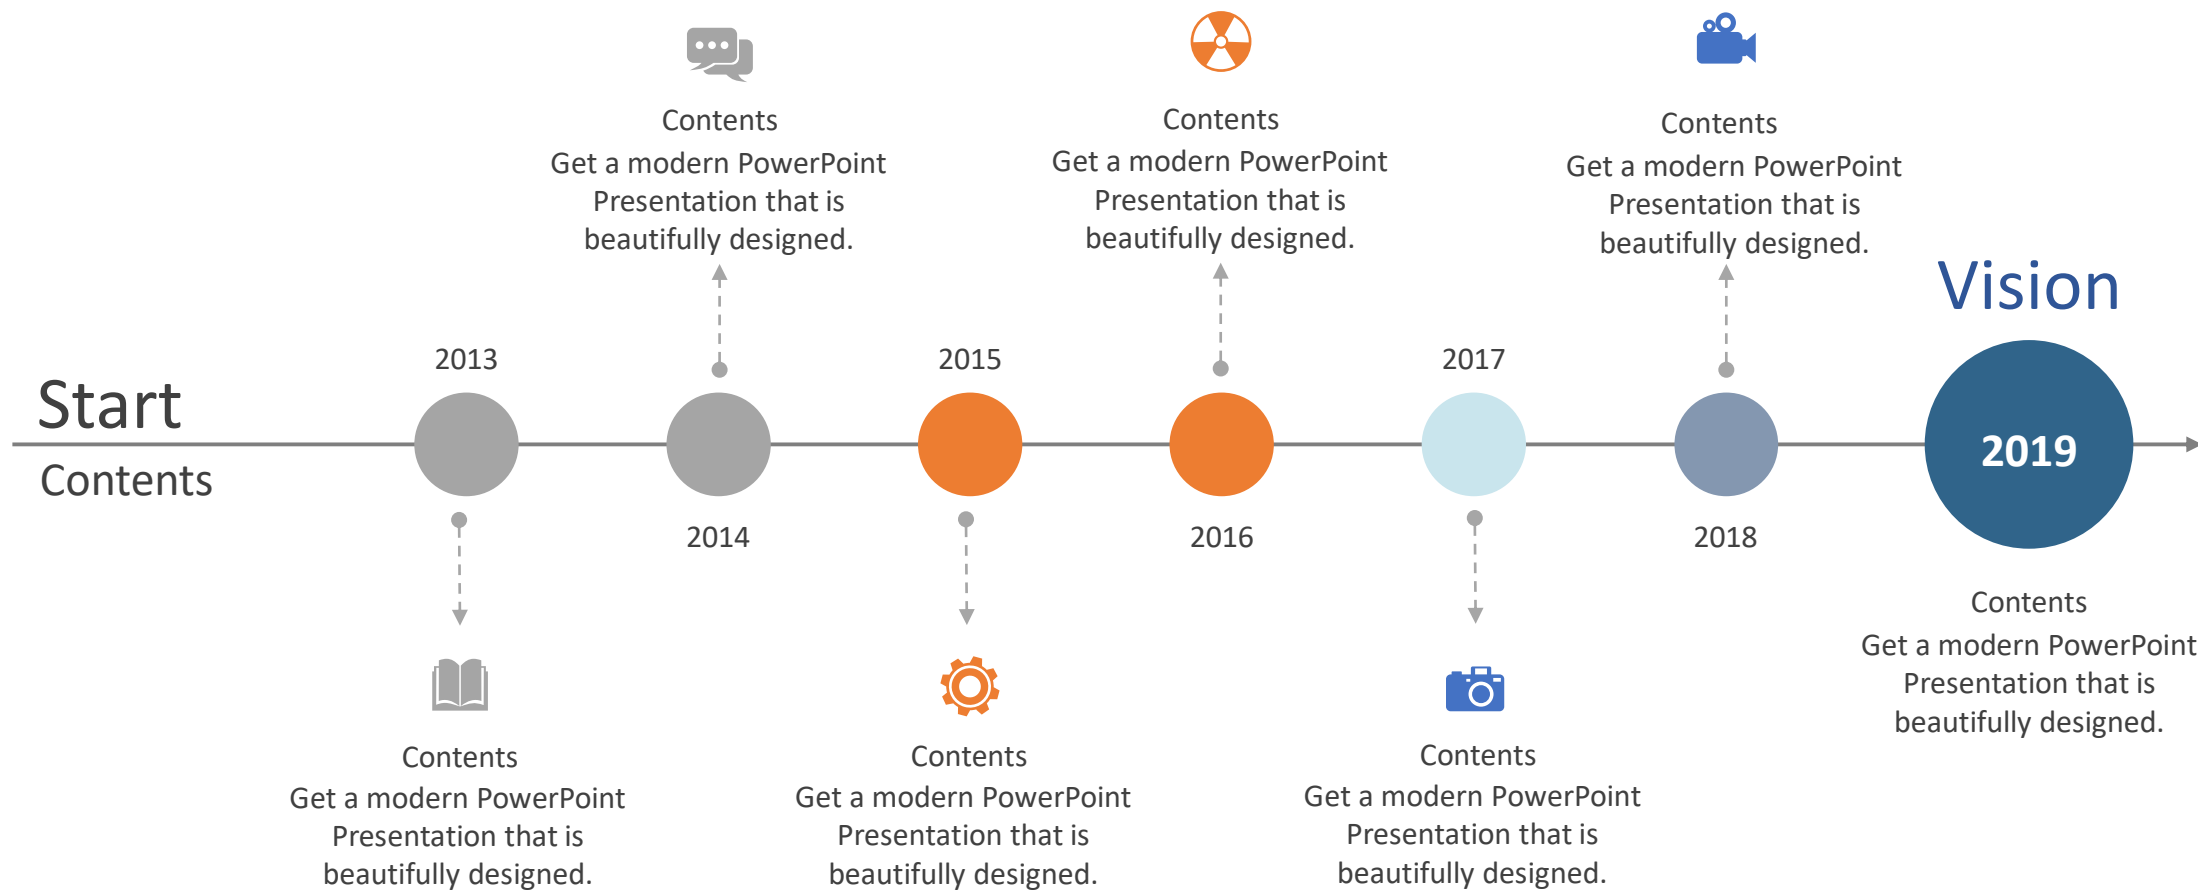 Start
Contents
2013
Contents
Get a modern PowerPoint
Presentation that is
beautifully designed.
Contents
Get a modern PowerPoint
Presentation that is
beautifully designed.
2014
2015
Contents
Get a modern PowerPoint
Presentation that is
beautifully designed.
Contents
Get a modern PowerPoint
Presentation that is
beautifully designed.
2016
2017
Contents
Get a modern PowerPoint
Presentation that is
beautifully designed.
Contents
Get a modern PowerPoint
Presentation that is
beautifully designed.
2018
Vision
2019
Contents
Get a modern PowerPoint
Presentation that is
beautifully designed.